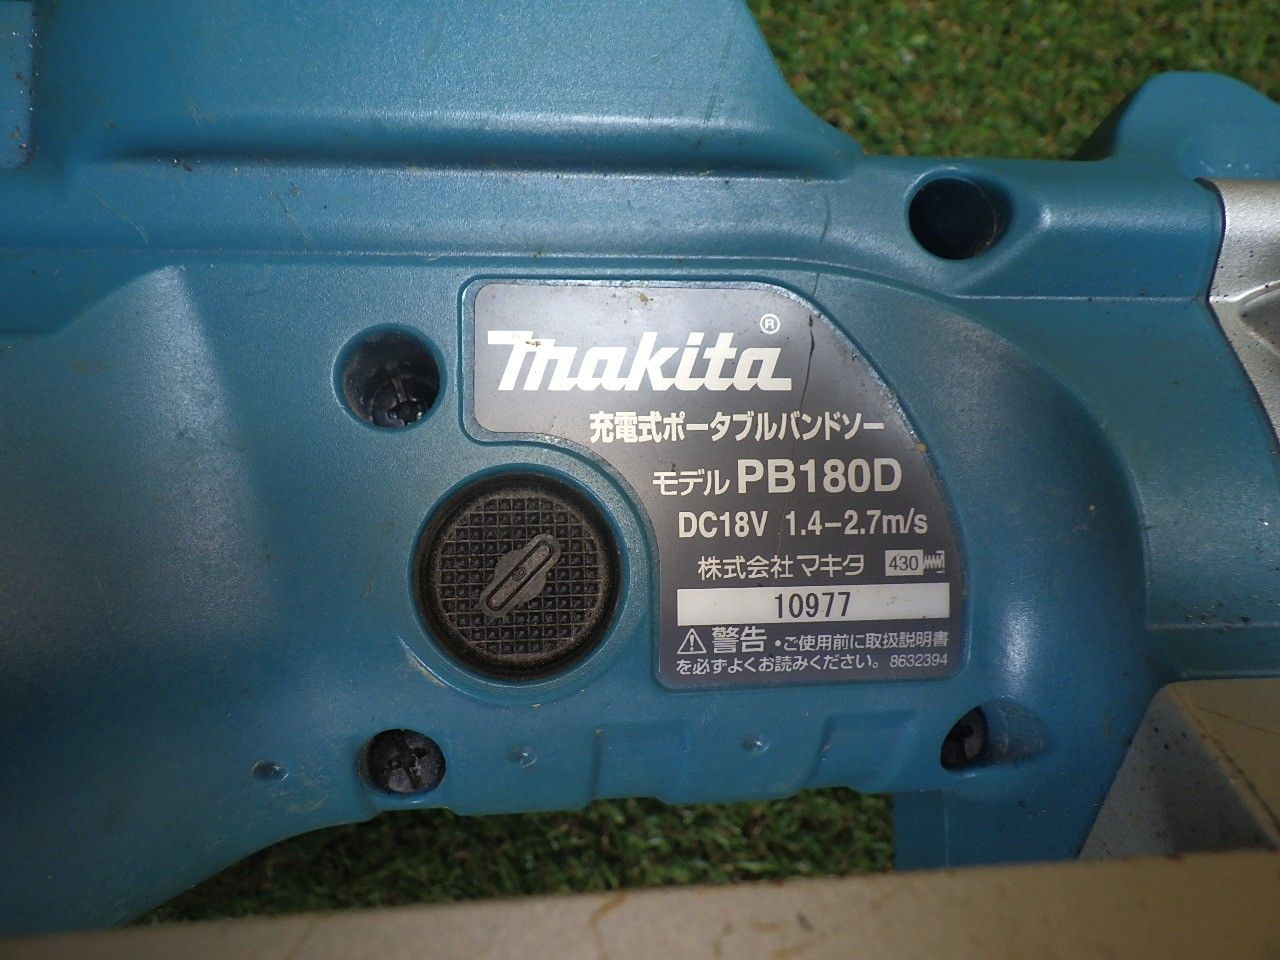 makita®
充電式ポータブルバンドソー
モデル PB180D
DC18V 1.4-2.7m/s
株式会社マキタ 430
10977
⚠警告・ご使用前に取扱説明書
を必ずよくお読みください。 8632394